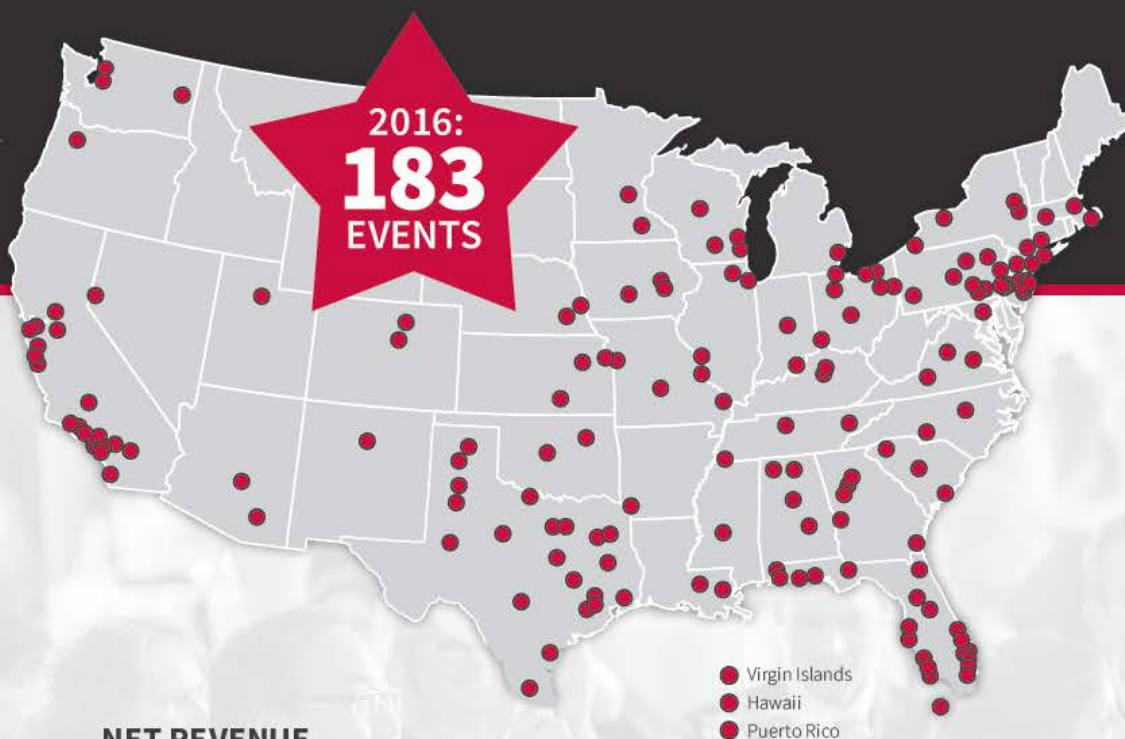 2016:
183
EVENTS
Virgin Islands
Hawaii
Puerto Rico
NET REVENUE